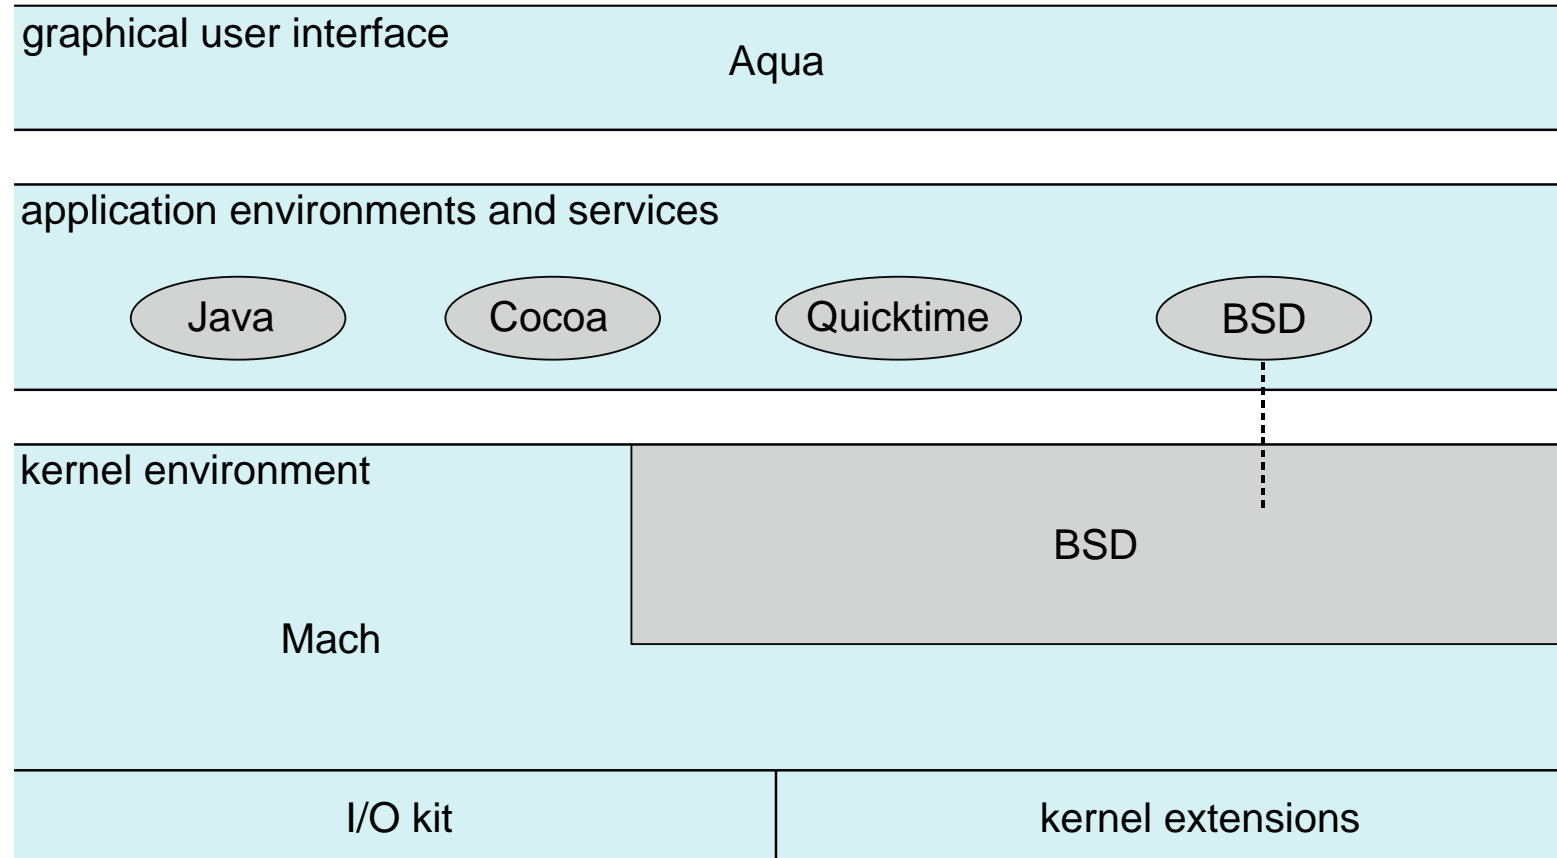 graphical user interface
Aqua
application environments and services
Java
Cocoa
Quicktime
BSD
kernel environment
BSD
Mach
I/O kit
kernel extensions